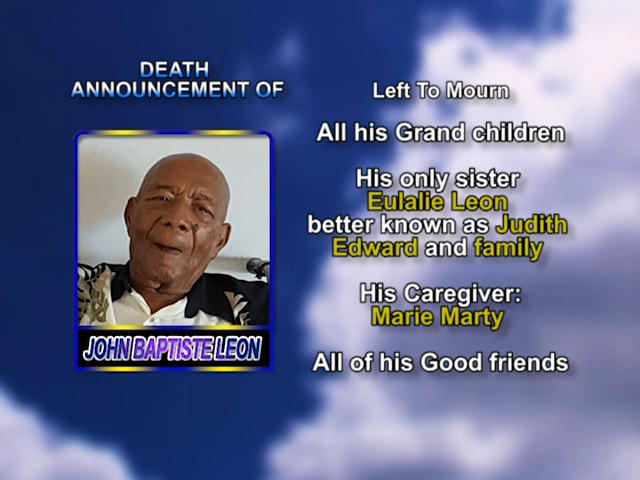 DEATH
ANNOUNCEMENT OF
JOHN BAPTISTE LEON
Left To Mourn
All his Grand children
His only sister
Eulalie Leon
better known as Judith
Edward and family
His Caregiver:
Marie Marty
All of his Good friends